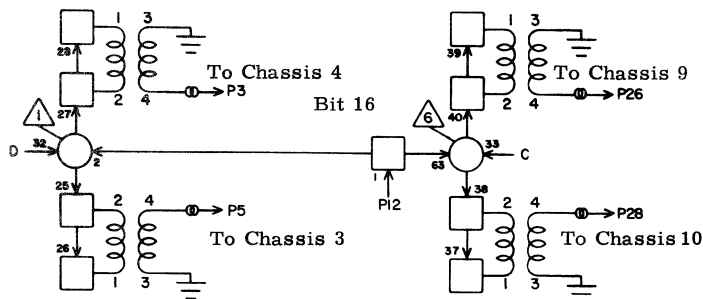 1 3 1 3
23 39
To Chassis 4 To Chassis 9
2 4 P3 2 4 P26
1 27 Bit 16 6 40
D 32 2 63 33 C
1
25 P12 38
2 4 P5 2 4 P28
To Chassis 3 To Chassis 10
26 37
1 3 1 3